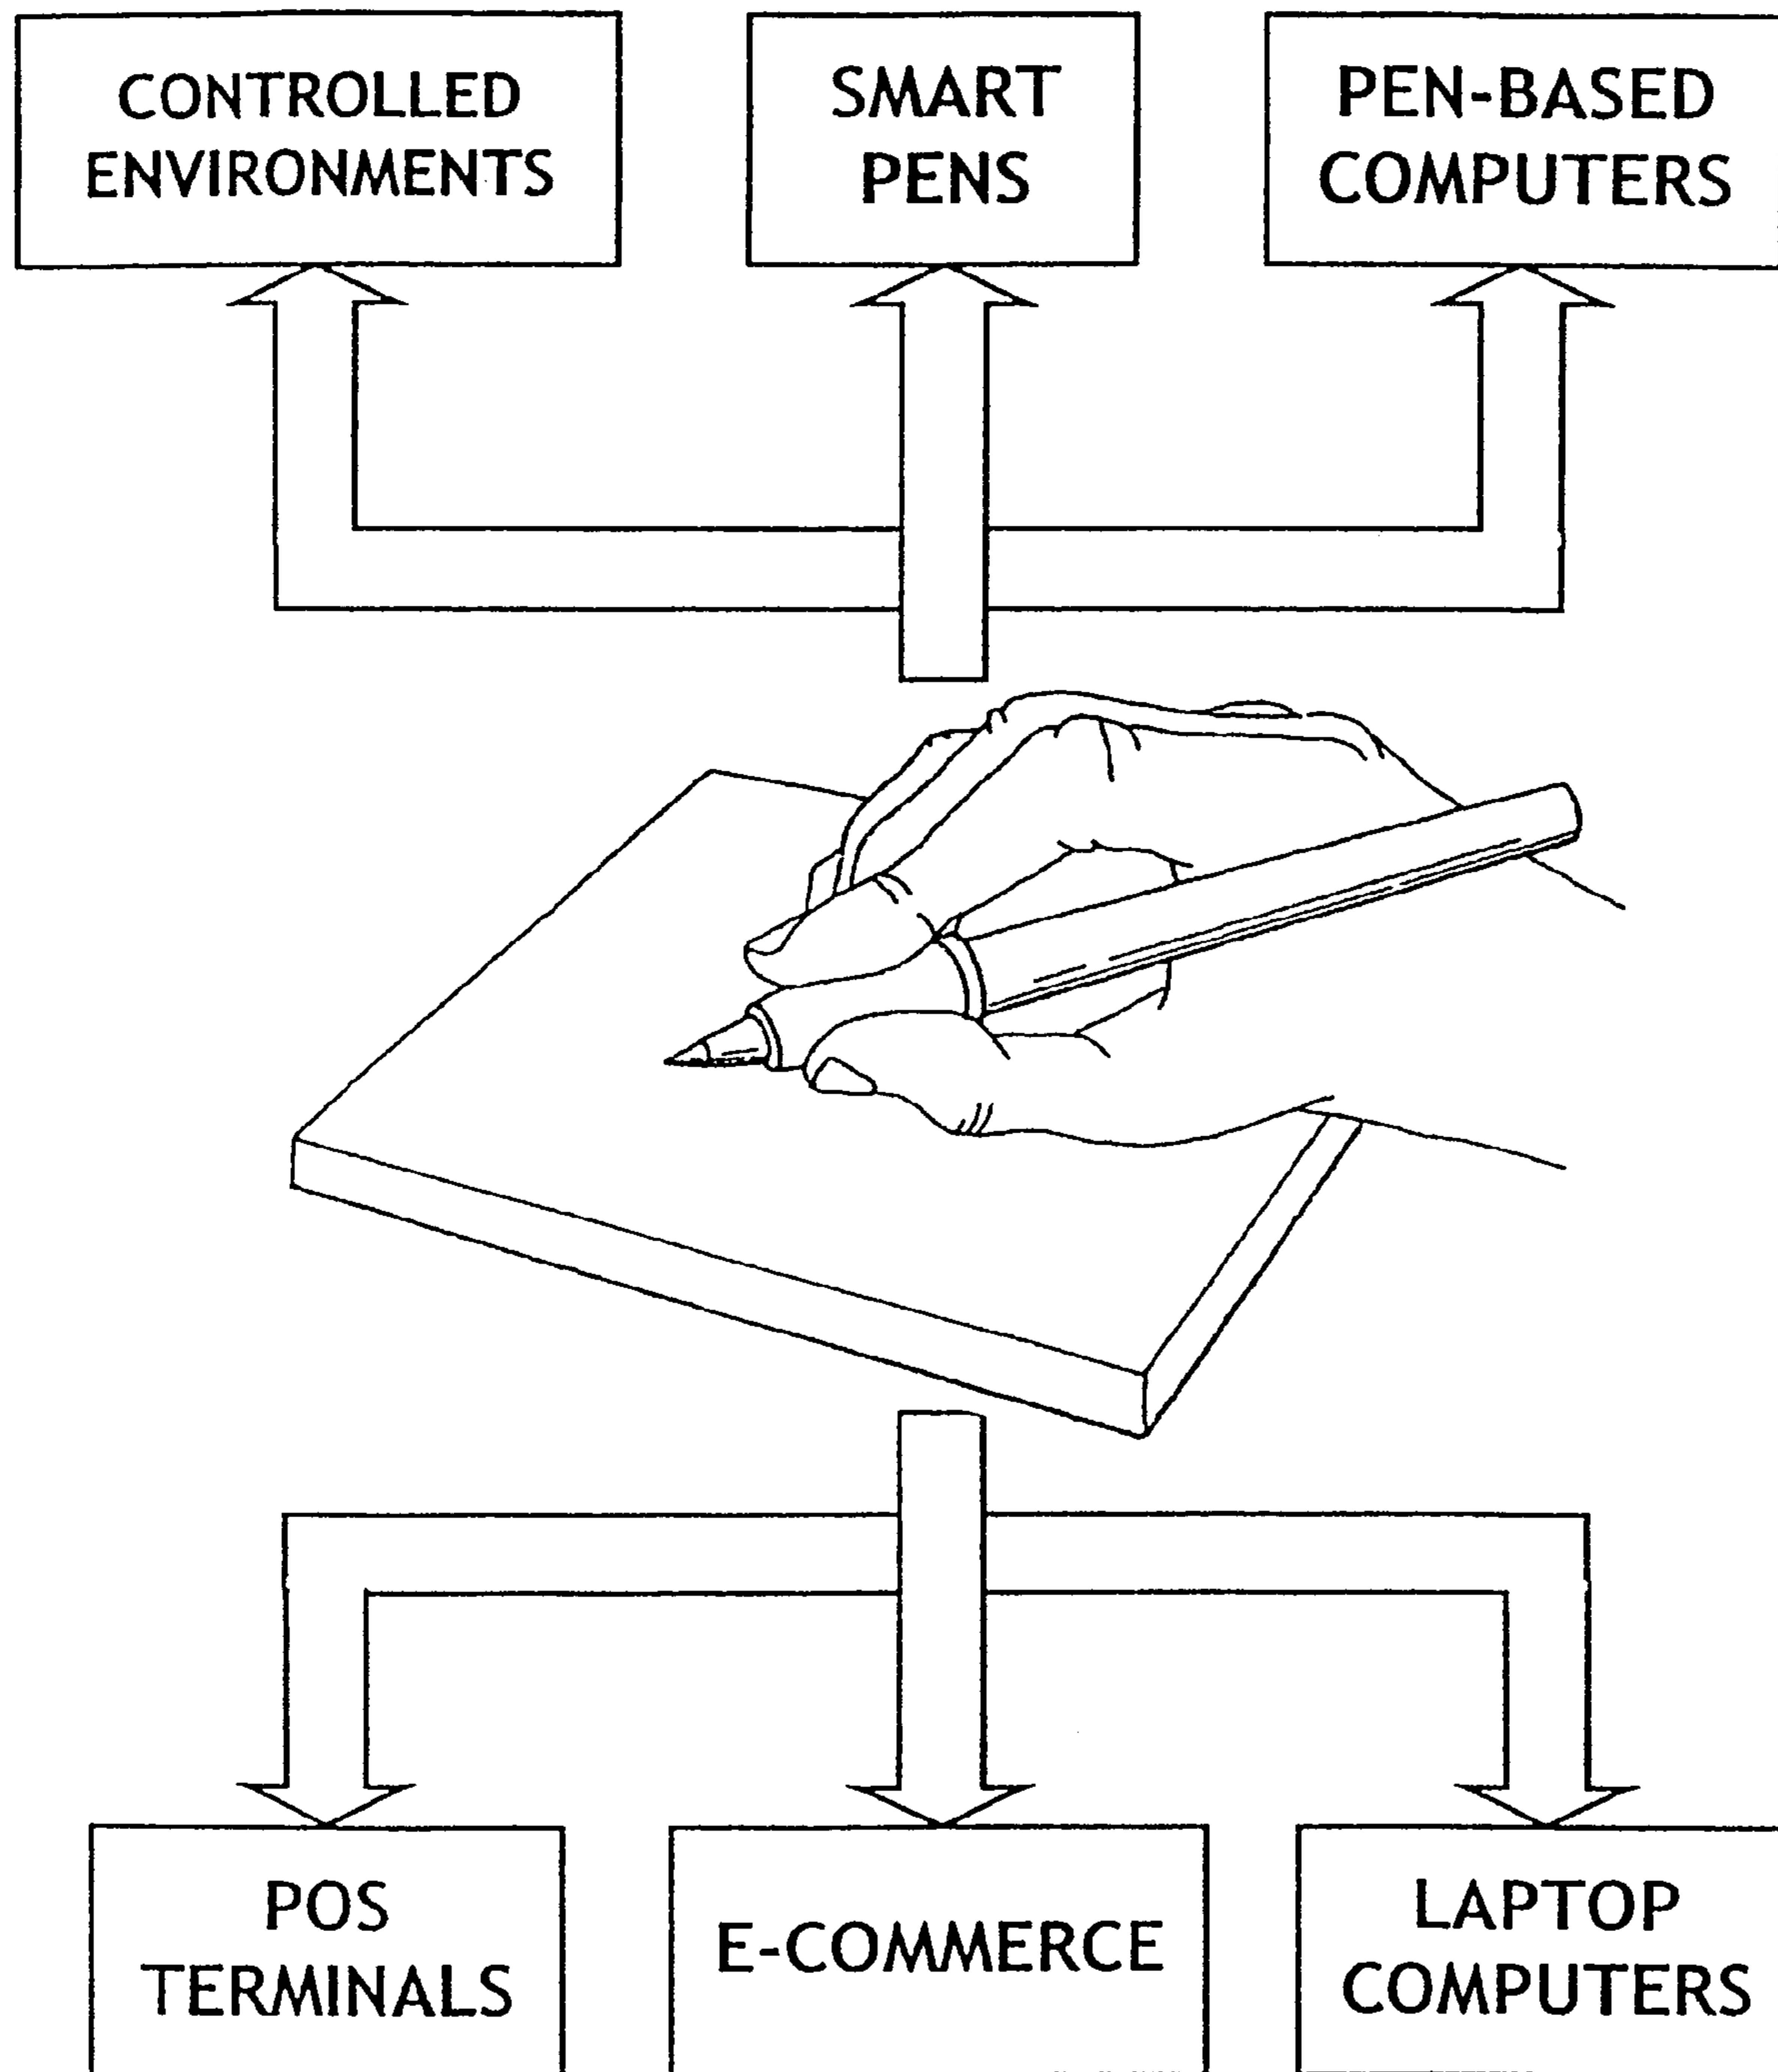 CONTROLLED
ENVIRONMENTS
SMART
PENS
PEN-BASED
COMPUTERS
POS
TERMINALS
E-COMMERCE
LAPTOP
COMPUTERS